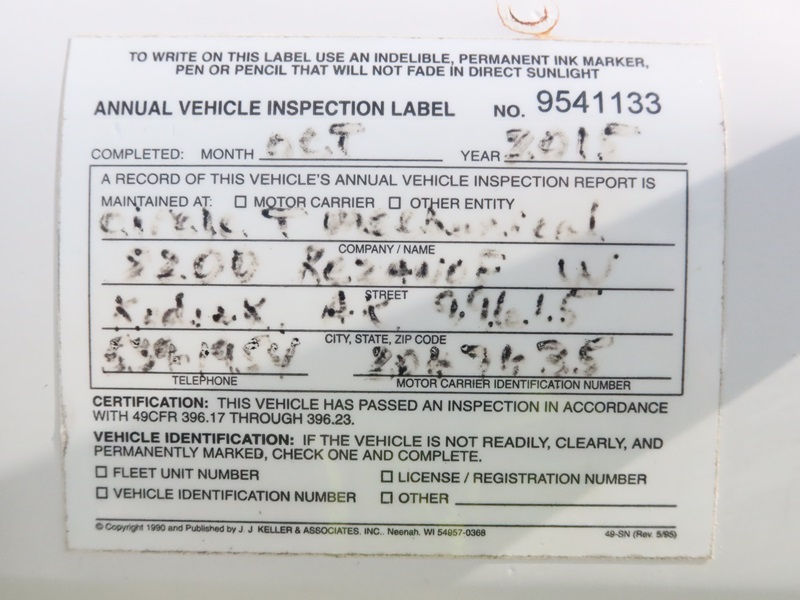 TO WRITE ON THIS LABEL USE AN INDELIBLE, PERMANENT INK MARKER,
PEN OR PENCIL THAT WILL NOT FADE IN DIRECT SUNLIGHT
ANNUAL VEHICLE INSPECTION LABEL NO. 9541133
COMPLETED: MONTH OCT YEAR 2015
A RECORD OF THIS VEHICLE'S ANNUAL VEHICLE INSPECTION REPORT IS
MAINTAINED AT: ☐ MOTOR CARRIER ☐ OTHER ENTITY
Circle T Mechanical
COMPANY / NAME
3200 W
STREET
Kodiak, AK 99615
CITY, STATE, ZIP CODE
TELEPHONE MOTOR CARRIER IDENTIFICATION NUMBER
CERTIFICATION: THIS VEHICLE HAS PASSED AN INSPECTION IN ACCORDANCE
WITH 49CFR 396.17 THROUGH 396.23.
VEHICLE IDENTIFICATION: IF THE VEHICLE IS NOT READILY, CLEARLY, AND
PERMANENTLY MARKED, CHECK ONE AND COMPLETE.
☐ FLEET UNIT NUMBER ☐ LICENSE / REGISTRATION NUMBER
☐ VEHICLE IDENTIFICATION NUMBER ☐ OTHER
© Copyright 1990 and Published by J. J. KELLER & ASSOCIATES. INC.. Neenah. WI 54957-0368 49-SN (Rev. 5/95)